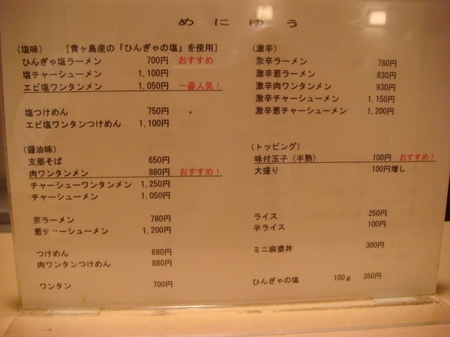 めにゅう
(塩味) [青ヶ島産の「ひんぎゃの塩」を使用]
ひんぎゃ塩ラーメン 700円 おすすめ
塩チャーシューメン 1,100円
エビ塩ワンタンメン 1,050円 一番人気!
塩つけめん 750円
エビ塩ワンタンつけめん 1,100円
(醤油味)
支那そば 650円
肉ワンタンメン 880円 おすすめ!
チャーシューワンタンメン 1,250円
チャーシューメン 1,050円
葱ラーメン 780円
葱チャーシューメン 1,200円
つけめん 680円
肉ワンタンつけめん 880円
ワンタン 700円
(激辛)
激辛ラーメン 780円
激辛葱ラーメン 830円
激辛肉ワンタンメン 930円
激辛チャーシューメン 1,150円
激辛葱チャーシューメン 1,200円
(トッピング)
味付玉子(半熟) 100円 おすすめ!
大盛り 100円増し
ライス 250円
半ライス 100円
ミニ麻婆丼 300円
ひんぎゃの塩 100g 350円